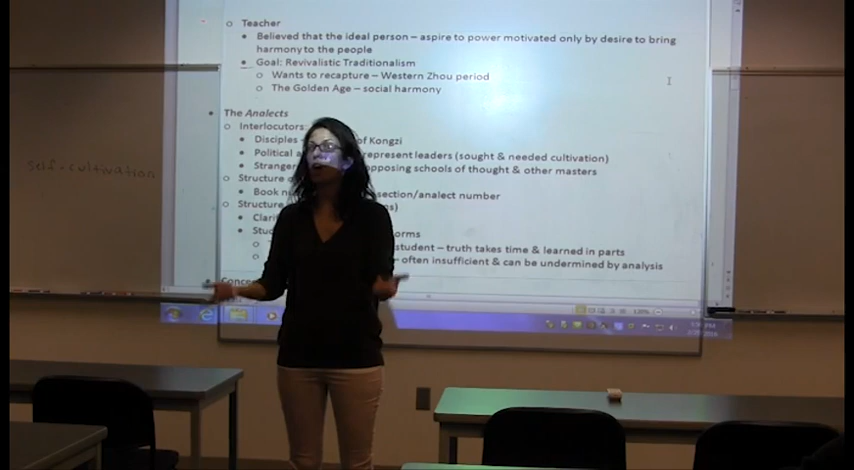 ○ Teacher
• Believed that the ideal person – aspire to power motivated only by desire to bring
harmony to the people
• Goal: Revivalistic Traditionalism
○ Wants to recapture – Western Zhou period
○ The Golden Age – social harmony
• The Analects
○ Interlocutors:
• Disciples of Kongzi
• Political represent leaders (sought & needed cultivation)
• Stranger opposing schools of thought & other masters
○ Structure
• Book section/analect number
○ Structure
• Clari
• Stu orms
○ student – truth takes time & learned in parts
○ – often insufficient & can be undermined by analysis
• Conce
self-cultivation